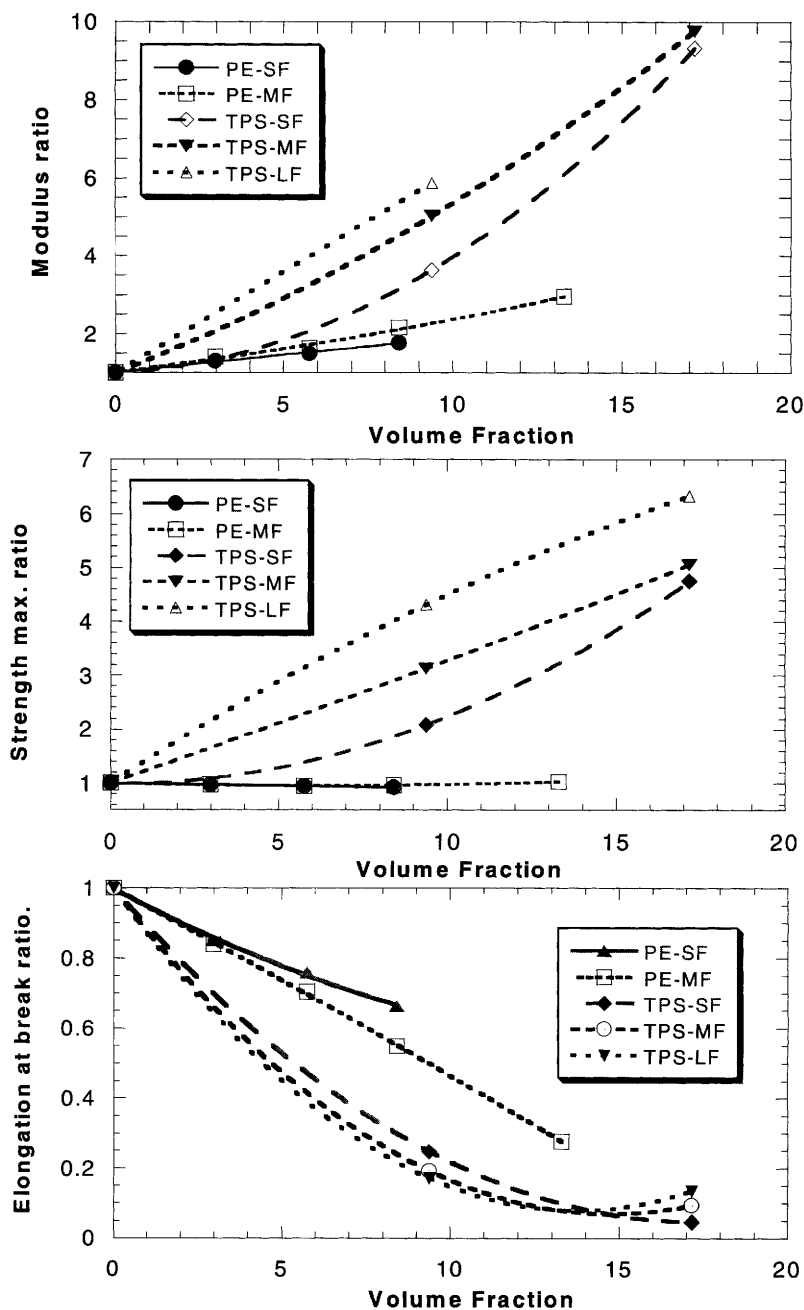 10
8
6
4
2
Modulus ratio
PE-SF
PE-MF
TPS-SF
TPS-MF
TPS-LF
0 5 10 15 20
Volume Fraction
7
6
5
4
3
2
1
Strength max. ratio
PE-SF
PE-MF
TPS-SF
TPS-MF
TPS-LF
0 5 10 15 20
Volume Fraction
1
0.8
0.6
0.4
0.2
0
Elongation at break ratio.
PE-SF
PE-MF
TPS-SF
TPS-MF
TPS-LF
0 5 10 15 20
Volume Fraction